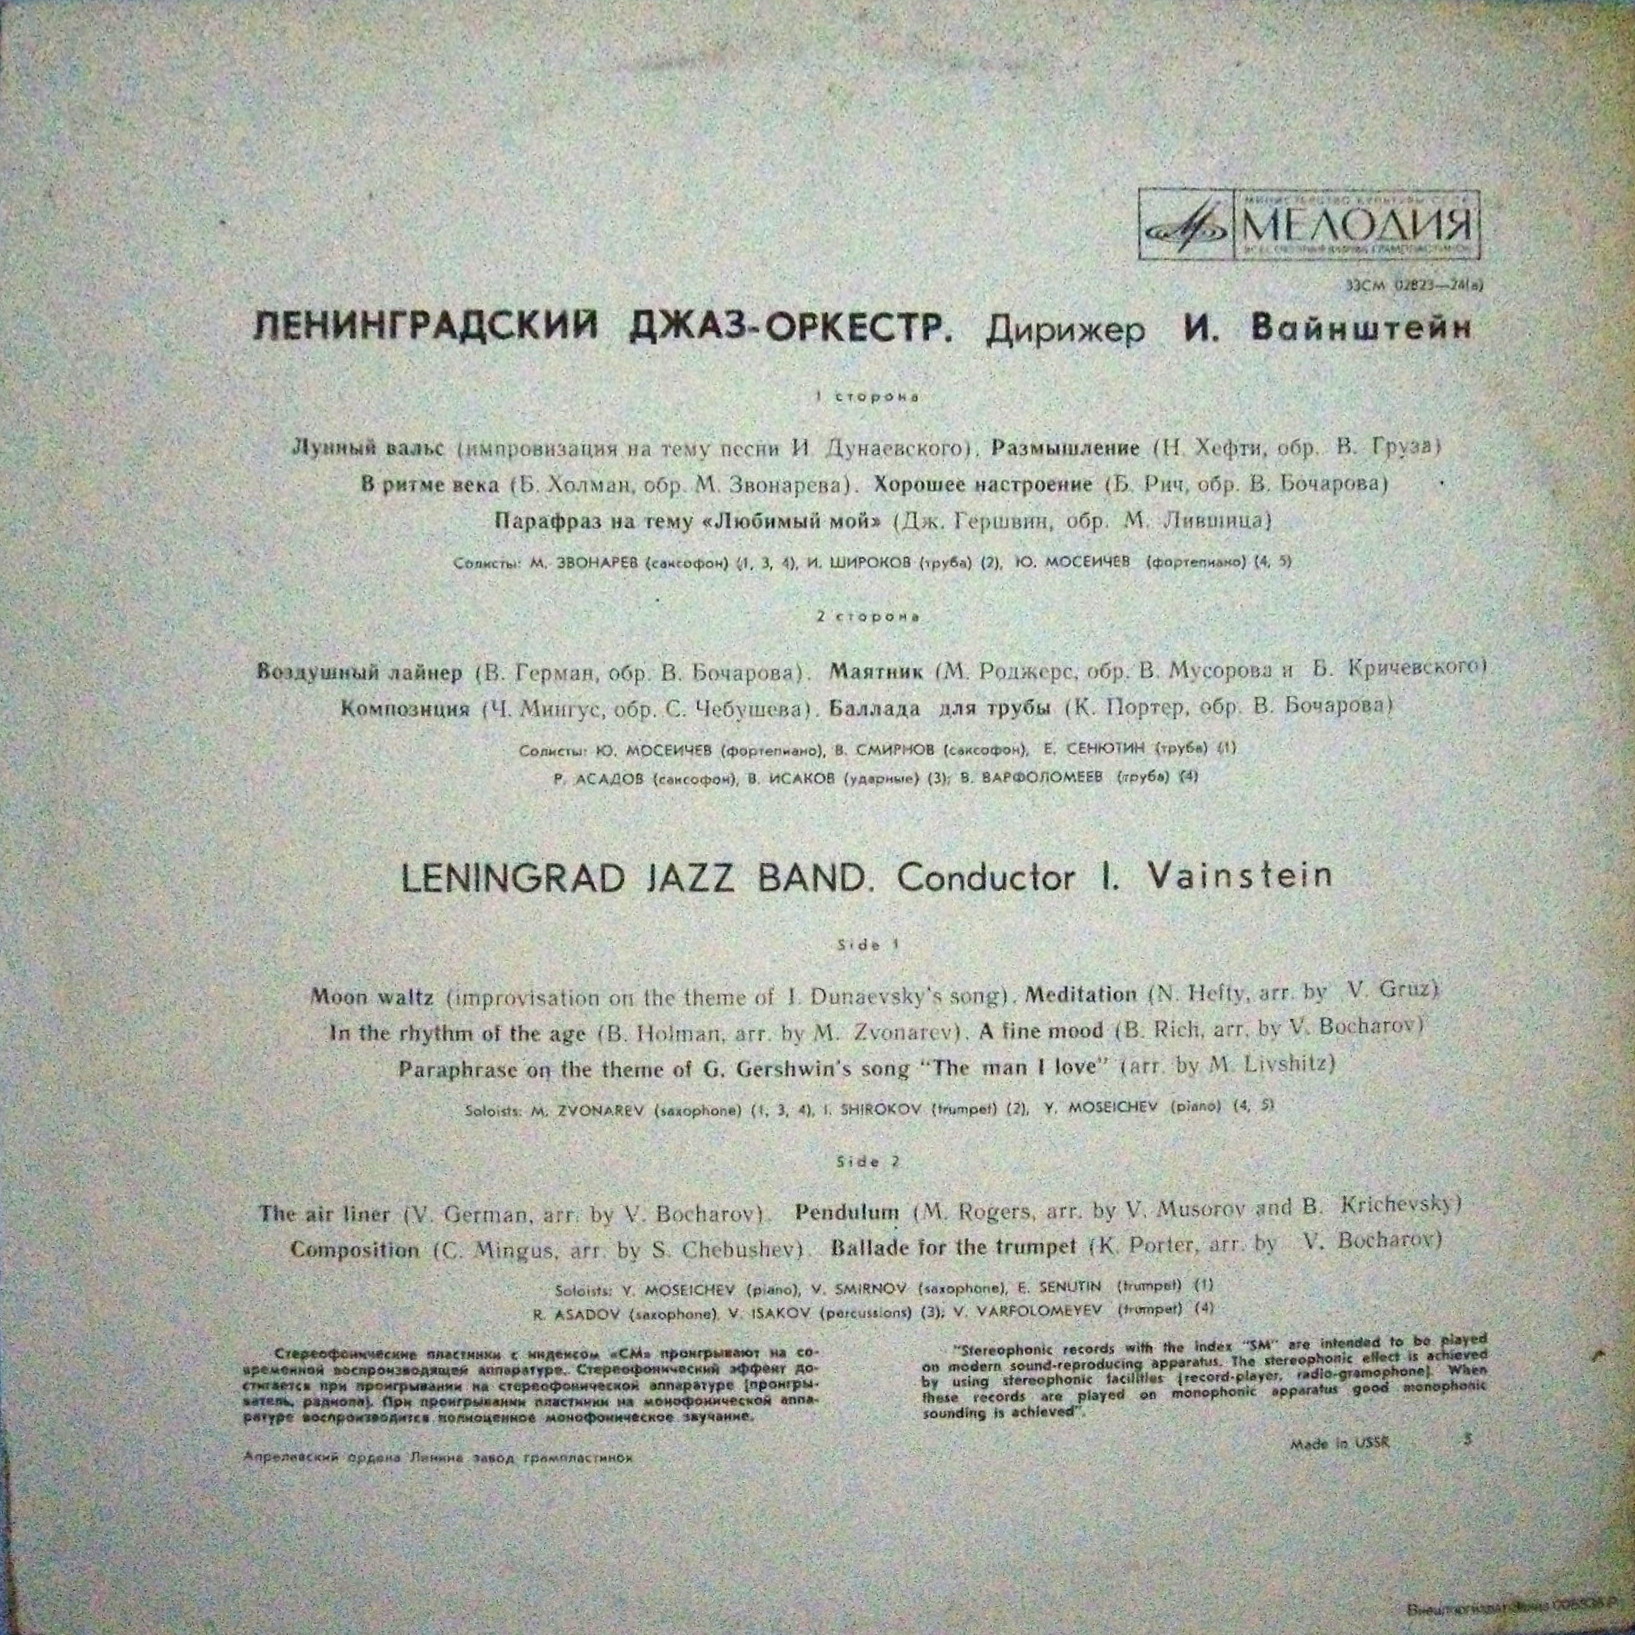 МИНИСТЕРСТВО КУЛЬТУРЫ СССР
МЕЛОДИЯ
ВСЕСОЮЗНАЯ ФИРМА ГРАМПЛАСТИНОК
33СМ 02823—24(а)
ЛЕНИНГРАДСКИЙ ДЖАЗ-ОРКЕСТР. Дирижер И. Вайнштейн
1 сторона
Лунный вальс (импровизация на тему песни И. Дунаевского). Размышление (Н. Хефти, обр. В. Груза)
В ритме века (Б. Холман, обр. М. Звонарева). Хорошее настроение (Б. Рич, обр. В. Бочарова)
Парафраз на тему «Любимый мой» (Дж. Гершвин, обр. М. Лившица)
Солисты: М. ЗВОНАРЕВ (саксофон) (1, 3, 4), И. ШИРОКОВ (труба) (2), Ю. МОСЕИЧЕВ (фортепиано) (4, 5)
2 сторона
Воздушный лайнер (В. Герман, обр. В. Бочарова). Маятник (М. Роджерс, обр. В. Мусорова и Б. Кричевского)
Композиция (Ч. Мингус, обр. С. Чебушева). Баллада для трубы (К. Портер, обр. В. Бочарова)
Солисты: Ю. МОСЕИЧЕВ (фортепиано), В. СМИРНОВ (саксофон), Е. СЕНЮТИН (труба) (1)
Р. АСАДОВ (саксофон), В. ИСАКОВ (ударные) (3); В. ВАРФОЛОМЕЕВ (труба) (4)
LENINGRAD JAZZ BAND. Conductor I. Vainstein
Side 1
Moon waltz (improvisation on the theme of I. Dunaevsky's song). Meditation (N. Hefty, arr. by V. Gruz)
In the rhythm of the age (B. Holman, arr. by M. Zvonarev). A fine mood (B. Rich, arr. by V. Bocharov)
Paraphrase on the theme of G. Gershwin's song “The man I love” (arr. by M. Livshitz)
Soloists: M. ZVONAREV (saxophone) (1, 3, 4), I. SHIROKOV (trumpet) (2), Y. MOSEICHEV (piano) (4, 5)
Side 2
The air liner (V. German, arr. by V. Bocharov). Pendulum (M. Rogers, arr. by V. Musorov and B. Krichevsky)
Composition (C. Mingus, arr. by S. Chebushev). Ballade for the trumpet (K. Porter, arr. by V. Bocharov)
Soloists: Y. MOSEICHEV (piano), V. SMIRNOV (saxophone), E. SENUTIN (trumpet) (1)
R. ASADOV (saxophone), V. ISAKOV (percussions) (3); V. VARFOLOMEYEV (trumpet) (4)
Стереофонические пластинки с индексом «СМ» проигрывают на со-
временной воспроизводящей аппаратуре. Стереофонический эффект до-
стигается при проигрывании на стереофонической аппаратуре (проигры-
ватель, радиола). При проигрывании пластинки на монофонической аппа-
ратуре воспроизводится полноценное монофоническое звучание.
"Stereophonic records with the index "SM" are intended to be played
on modern sound-reproducing apparatus. The stereophonic effect is achieved
by using stereophonic facilities (record-player, radio-gramophone). When
these records are played on monophonic apparatus good monophonic
sounding is achieved".
Апрелевский ордена Ленина завод грампластинок
Made in USSR 5